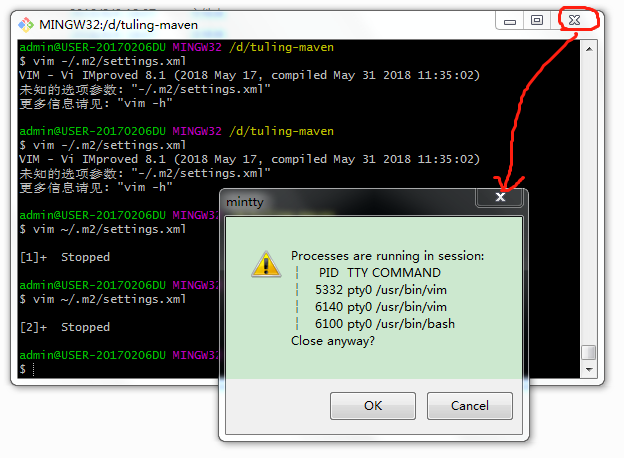 MINGW32:/d/tuling-maven
admin@USER-20170206DU MINGW32 /d/tuling-maven
$ vim -/.m2/settings.xml
VIM - Vi IMproved 8.1 (2018 May 17, compiled May 31 2018 11:35:02)
未知的选项参数: "-/.m2/settings.xml"
更多信息请见: "vim -h"
admin@USER-20170206DU MINGW32 /d/tuling-maven
$ vim -/.m2/settings.xml
VIM - Vi IMproved 8.1 (2018 May 17, compiled May 31 2018 11:35:02)
未知的选项参数: "-/.m2/settings.xml"
更多信息请见: "vim -h"
admin@USER-20170206DU MINGW32
$ vim ~/.m2/settings.xml
[1]+ Stopped
admin@USER-20170206DU MINGW32
$ vim ~/.m2/settings.xml
[2]+ Stopped
admin@USER-20170206DU MINGW32
$
mintty
Processes are running in session:
PID TTY COMMAND
5332 pty0 /usr/bin/vim
6140 pty0 /usr/bin/vim
6100 pty0 /usr/bin/bash
Close anyway?
OK
Cancel